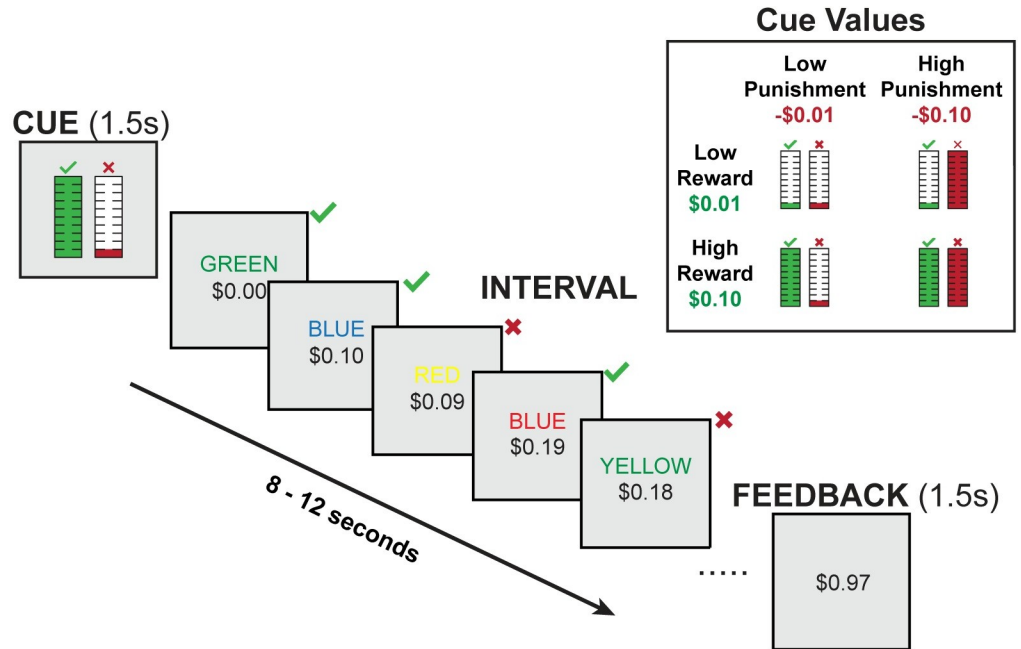 Cue Values
Low
Punishment
-$0.01
High
Punishment
-$0.10
Low
Reward
$0.01
High
Reward
$0.10
CUE (1.5s)
GREEN
$0.00
BLUE
$0.10
INTERVAL
RED
$0.09
BLUE
$0.19
YELLOW
$0.18
8 - 12 seconds
FEEDBACK (1.5s)
.....
$0.97